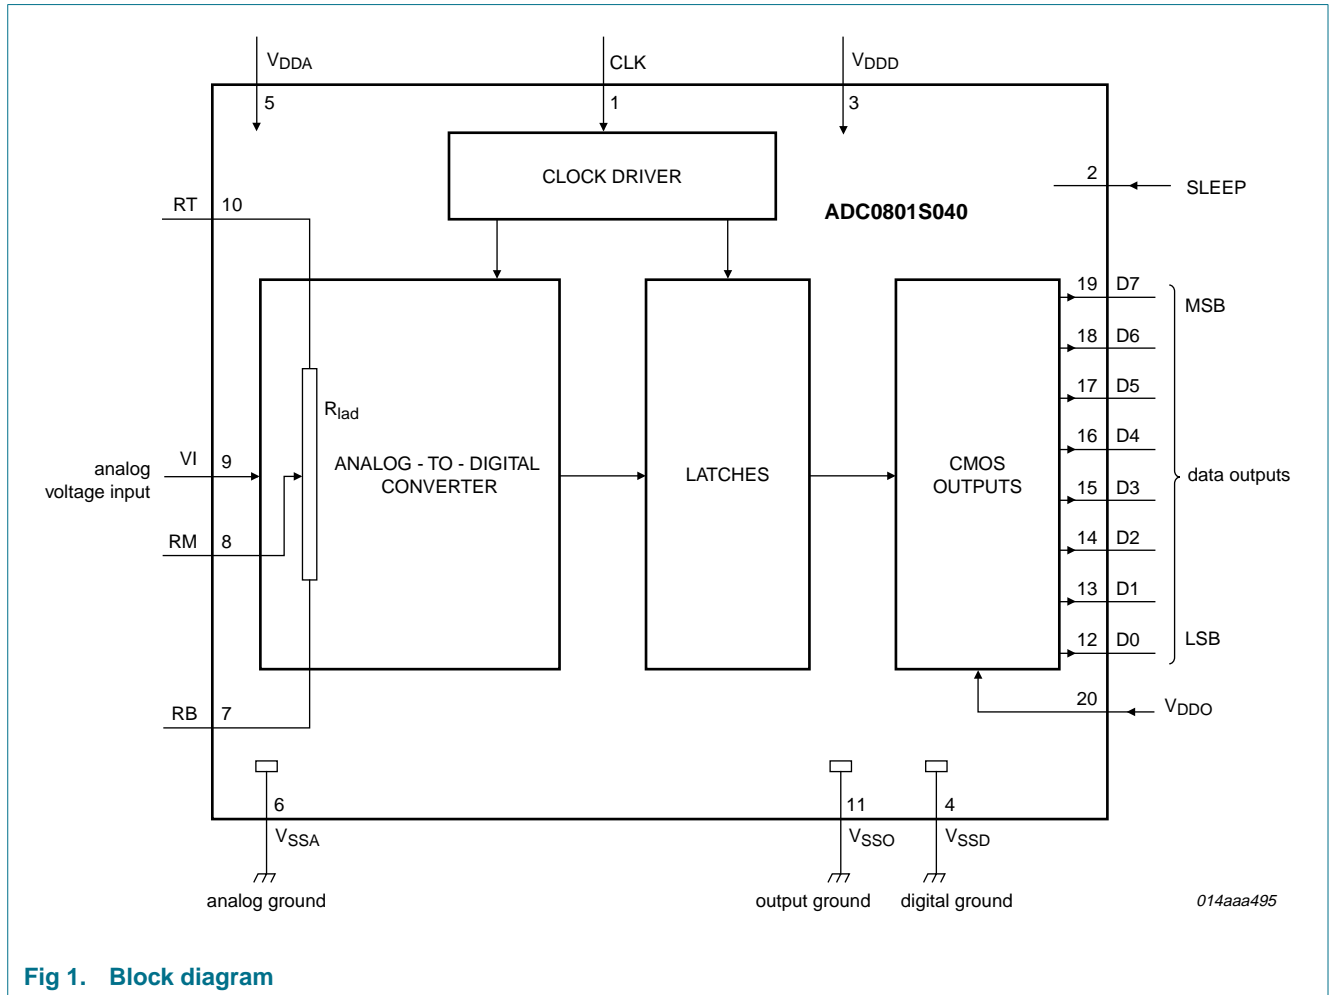 VDDA
CLK
VDDD
5
1
3
CLOCK DRIVER
2
SLEEP
RT
10
ADC0801S040
19
D7
MSB
18
D6
17
D5
Rlad
16
D4
VI
9
analog
voltage input
ANALOG - TO - DIGITAL
CONVERTER
LATCHES
CMOS
OUTPUTS
data outputs
15
D3
RM
8
14
D2
13
D1
12
D0
LSB
RB
7
20
VDDO
6
11
4
VSSA
VSSO
VSSD
analog ground
output ground
digital ground
014aaa495
Fig 1. Block diagram